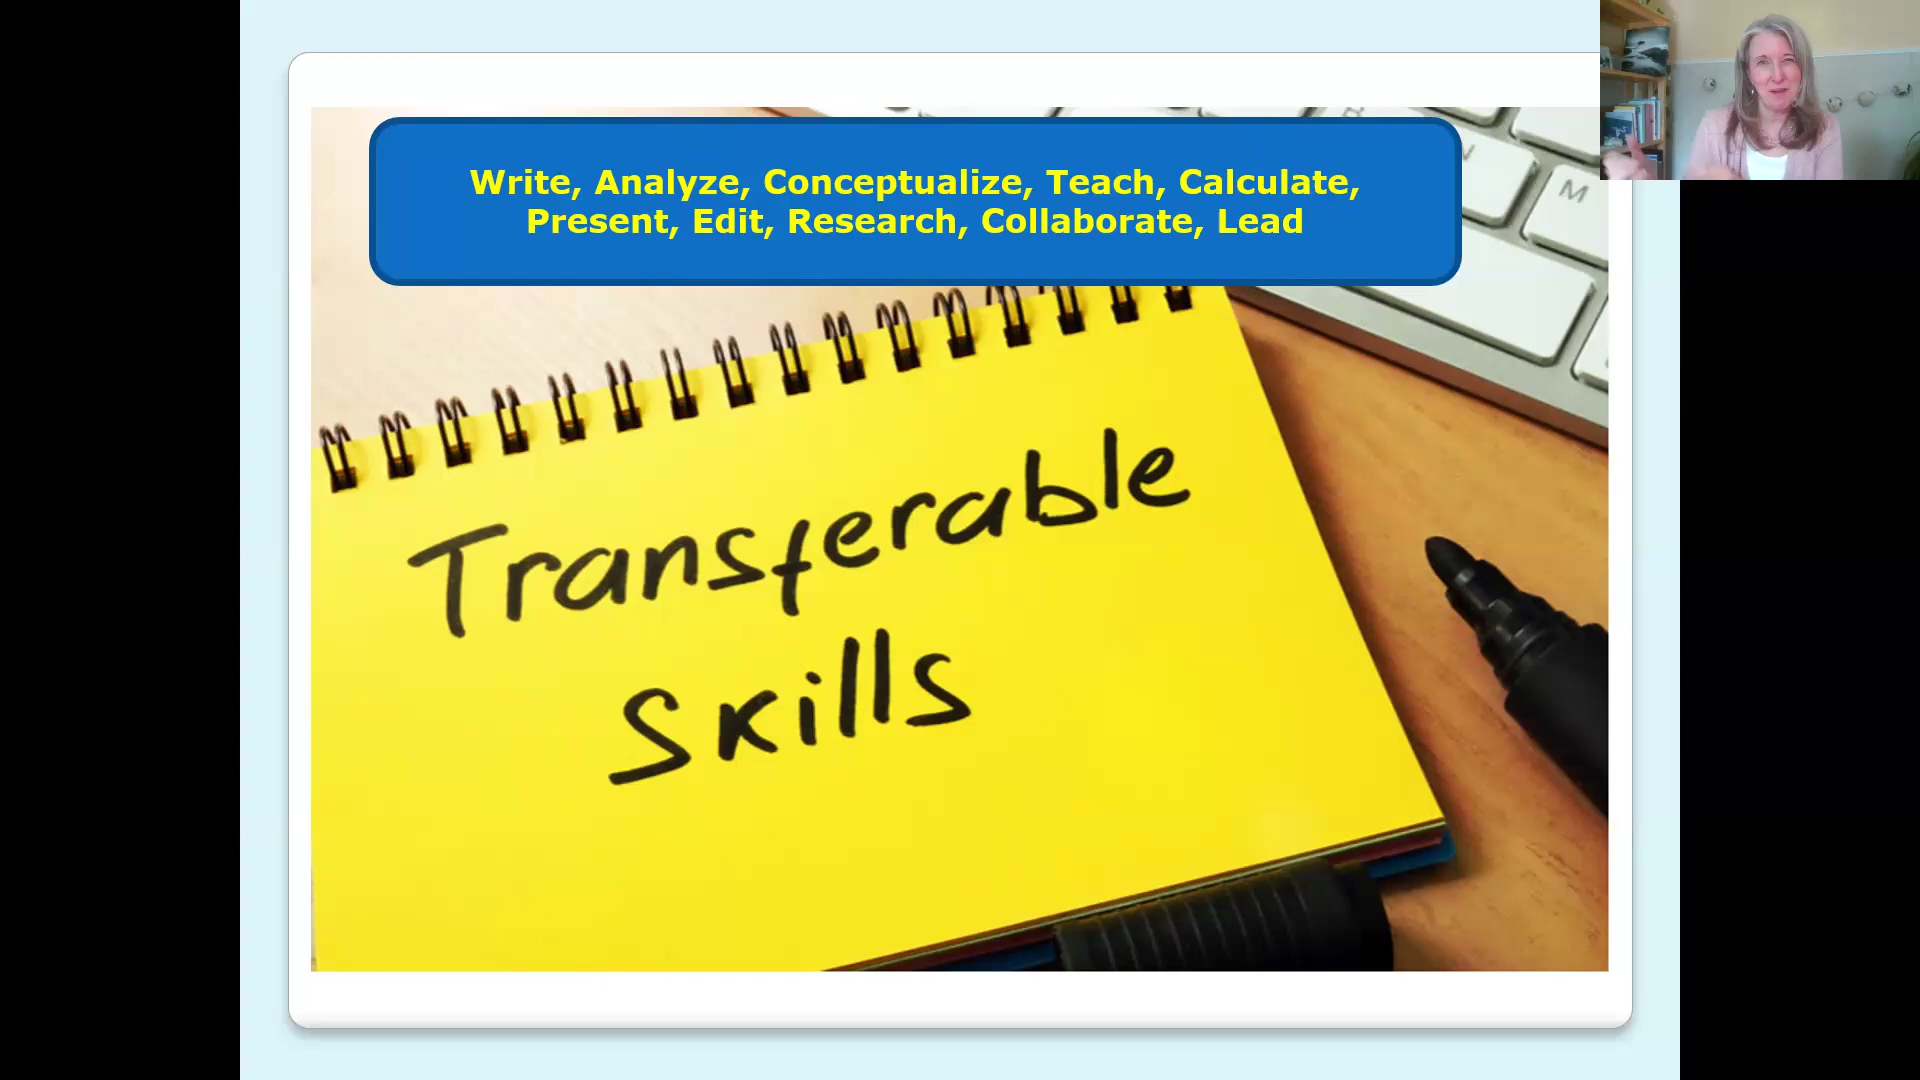 Write, Analyze, Conceptualize, Teach, Calculate,
Present, Edit, Research, Collaborate, Lead
Transferable
Skills
M